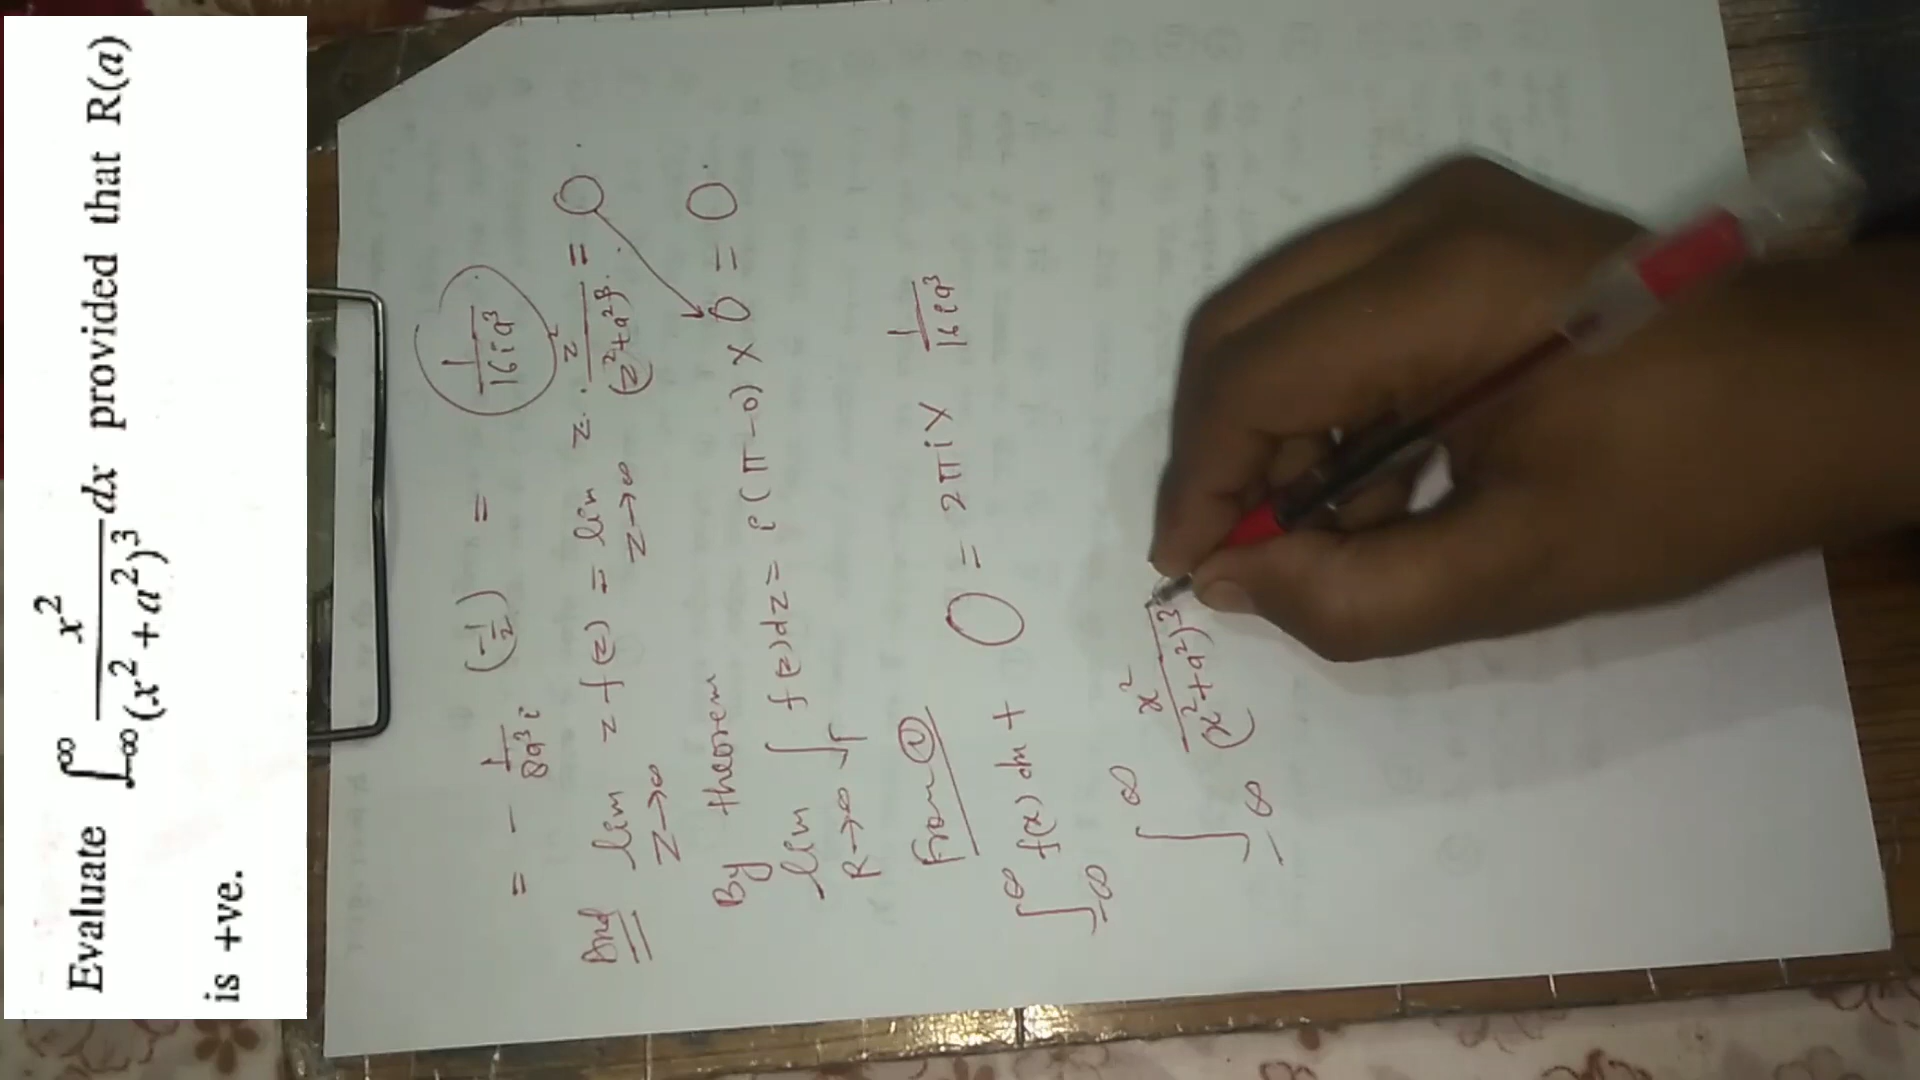 Evaluate ∫_{-∞}^{∞} x²/(x² + a²)³ dx provided that R(a)
is +ve.
= - 1/8a³i (-1/2) = 1/16ia³
And lim_{z→∞} z f(z) = lim_{z→∞} z. z²/(z²+a²)³ = 0.
By theorem
lim_{R→∞} ∫_Γ f(z)dz = i(π-0) x 0 = 0.
From
∫_{-∞}^{∞} f(x) dx + 0 = 2πi x 1/16ia³
∫_{-∞}^{∞} x²/(x²+a²)³